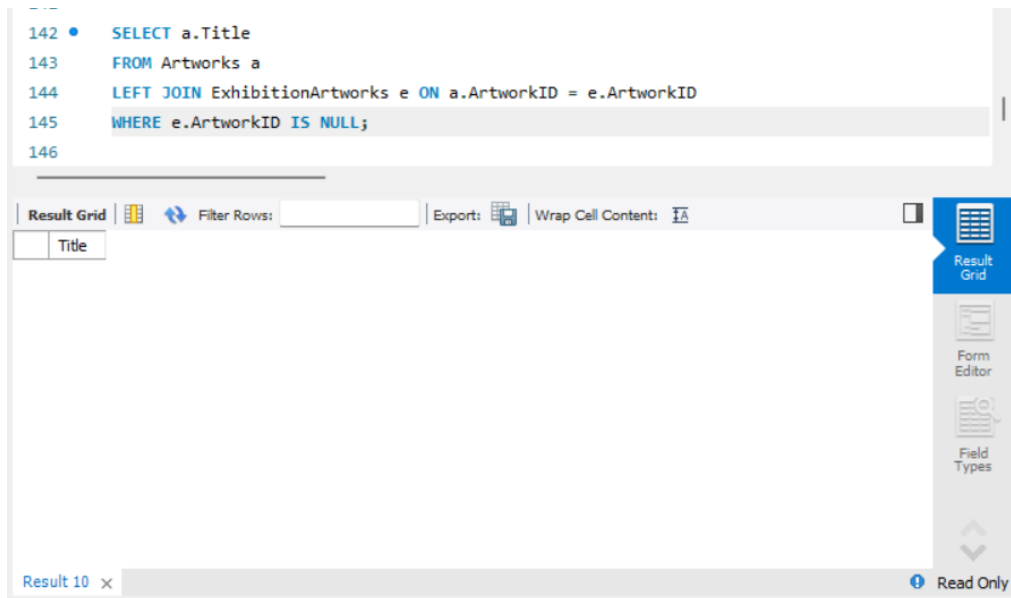 142 SELECT a.Title
143 FROM Artworks a
144 LEFT JOIN ExhibitionArtworks e ON a.ArtworkID = e.ArtworkID
145 WHERE e.ArtworkID IS NULL;
146
Result Grid Filter Rows: Export: Wrap Cell Content: IA
Title
Result
Grid
Form
Editor
Field
Types
Result 10 × Read Only